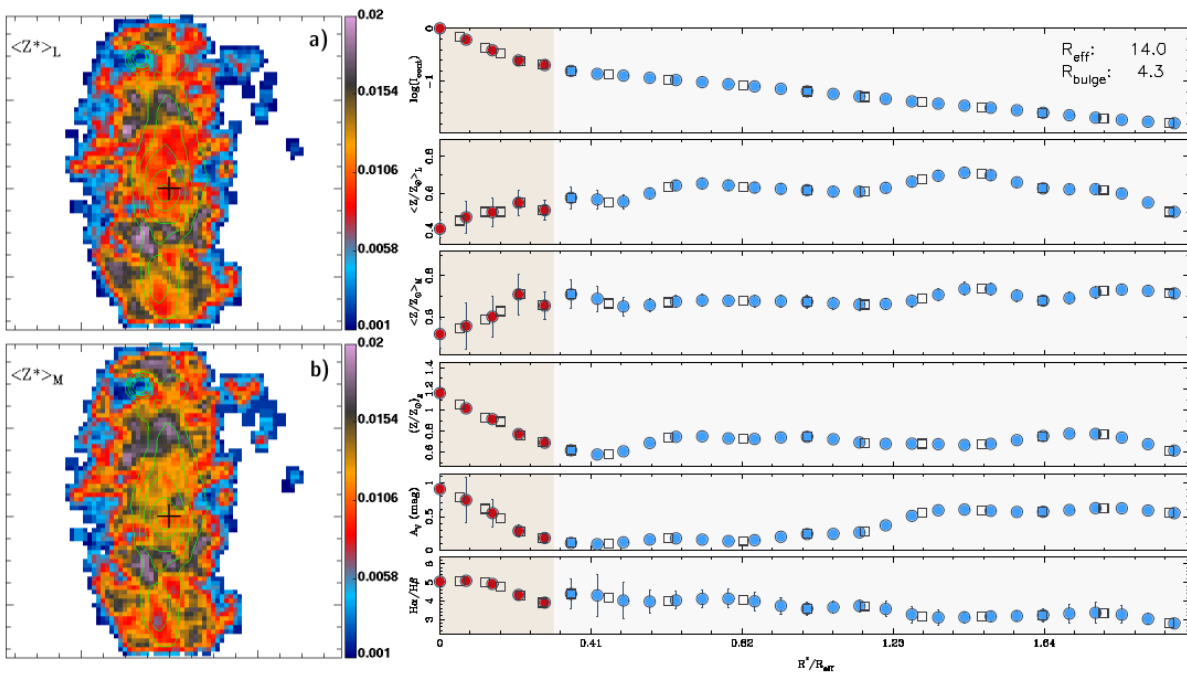 <Z*>L
a)
0.02
0.0154
0.0106
0.0058
0.001
<Z*>M
b)
0.02
0.0154
0.0106
0.0058
0.001
Reff: 14.0
Rbulge: 4.3
log(Icont)
0
−1
<Z/Z⊙>L
0.8
0.6
0.4
<Z/Z⊙>M
0.8
0.6
(Z/Z⊙)g
1.4
1.2
1
0.8
0.6
AV (mag)
1
0.5
0
Hα/Hβ
6
5
4
3
0
0.41
0.82
1.23
1.64
R*/Reff